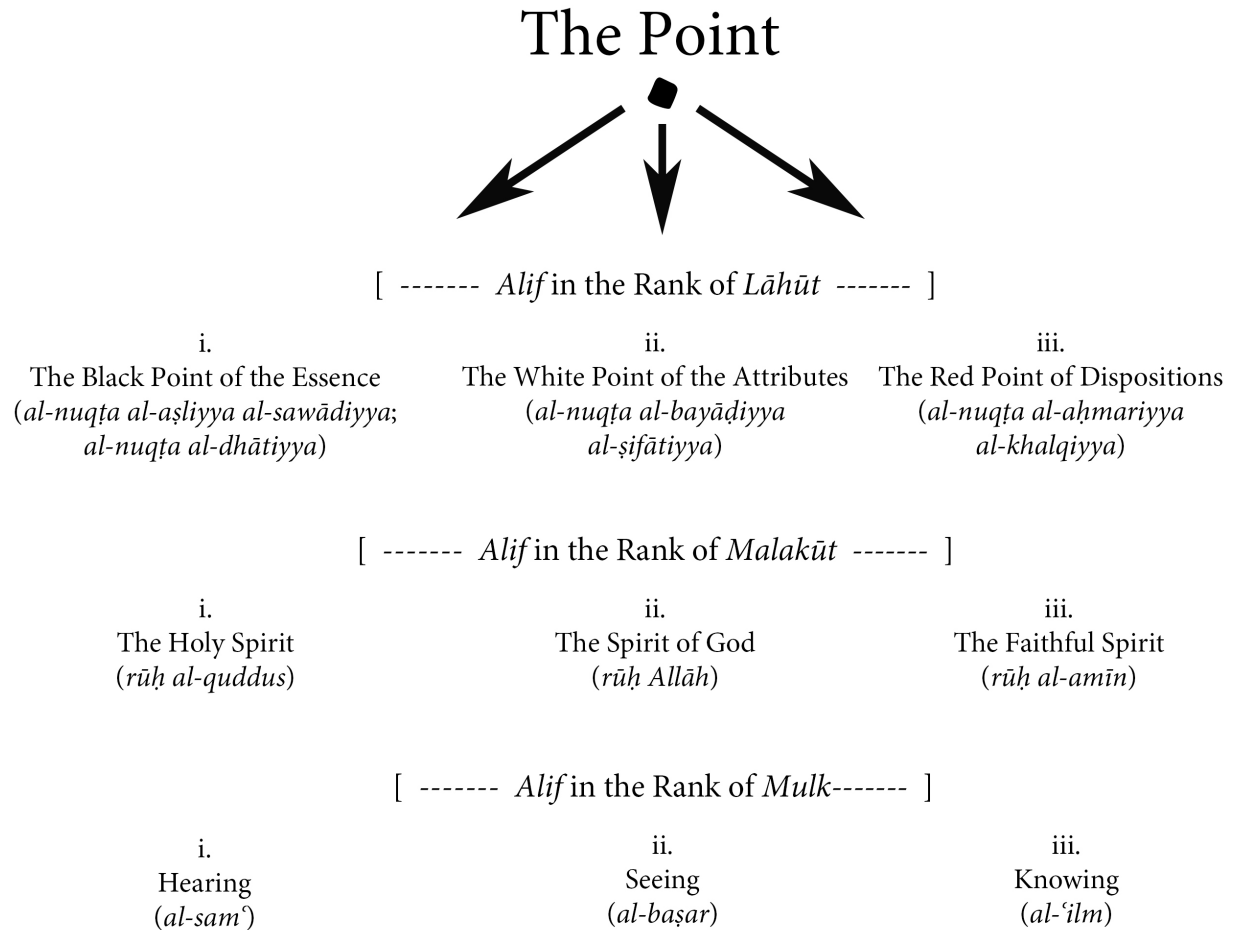 The Point
[ ------- Alif in the Rank of Lāhūt ------- ]
i.
The Black Point of the Essence
(al-nuqṭa al-aṣliyya al-sawādiyya;
al-nuqṭa al-dhātiyya)
ii.
The White Point of the Attributes
(al-nuqṭa al-bayāḍiyya
al-ṣifātiyya)
iii.
The Red Point of Dispositions
(al-nuqṭa al-aḥmariyya
al-khalqiyya)
[ ------- Alif in the Rank of Malakūt ------- ]
i.
The Holy Spirit
(rūḥ al-quddus)
ii.
The Spirit of God
(rūḥ Allāh)
iii.
The Faithful Spirit
(rūḥ al-amīn)
[ ------- Alif in the Rank of Mulk------- ]
i.
Hearing
(al-samʿ)
ii.
Seeing
(al-baṣar)
iii.
Knowing
(al-ʿilm)